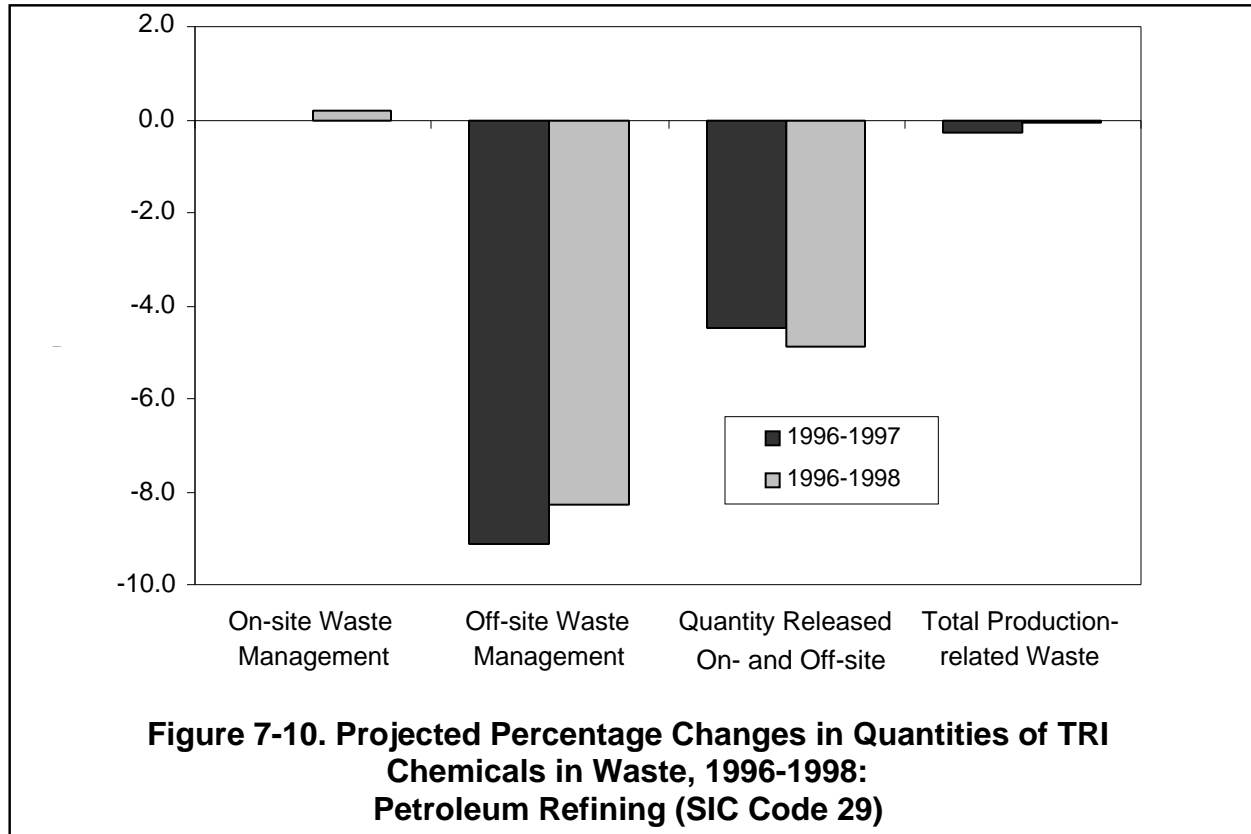 2.0
0.0
-2.0
-4.0
-6.0
-8.0
-10.0
1996-1997
1996-1998
On-site Waste
Management
Off-site Waste
Management
Quantity Released
On- and Off-site
Total Production-
related Waste
Figure 7-10. Projected Percentage Changes in Quantities of TRI
Chemicals in Waste, 1996-1998:
Petroleum Refining (SIC Code 29)